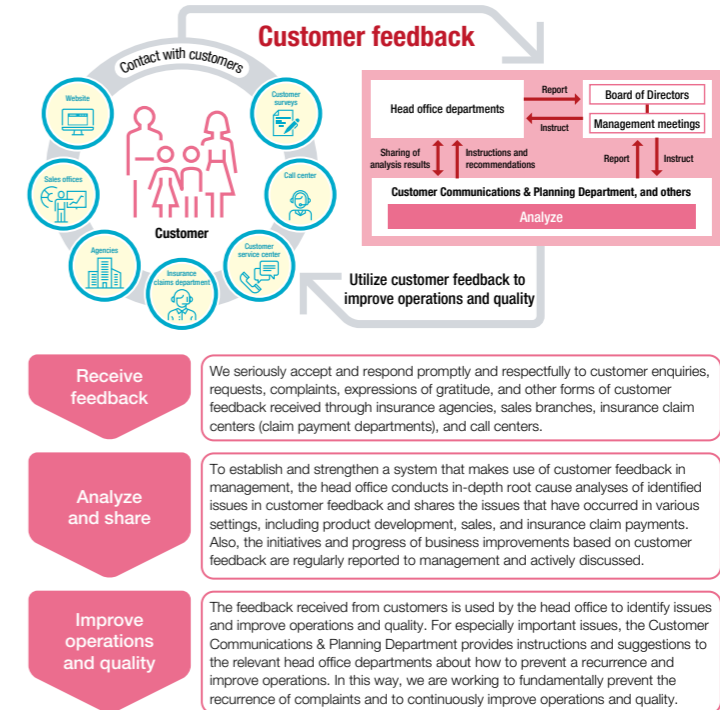 Customer feedback
Contact with customers
Website
Customer
surveys
Sales offices
Call center
Customer
Agencies
Customer
service center
Insurance
claims department
Head office departments
Report
Instruct
Board of Directors
Management meetings
Sharing of
analysis results
Instructions and
recommendations
Report
Instruct
Customer Communications & Planning Department, and others
Analyze
Utilize customer feedback to
improve operations and quality
Receive
feedback
We seriously accept and respond promptly and respectfully to customer enquiries,
requests, complaints, expressions of gratitude, and other forms of customer
feedback received through insurance agencies, sales branches, insurance claim
centers (claim payment departments), and call centers.
Analyze
and share
To establish and strengthen a system that makes use of customer feedback in
management, the head office conducts in-depth root cause analyses of identified
issues in customer feedback and shares the issues that have occurred in various
settings, including product development, sales, and insurance claim payments.
Also, the initiatives and progress of business improvements based on customer
feedback are regularly reported to management and actively discussed.
Improve
operations
and quality
The feedback received from customers is used by the head office to identify issues
and improve operations and quality. For especially important issues, the Customer
Communications & Planning Department provides instructions and suggestions to
the relevant head office departments about how to prevent a recurrence and
improve operations. In this way, we are working to fundamentally prevent the
recurrence of complaints and to continuously improve operations and quality.